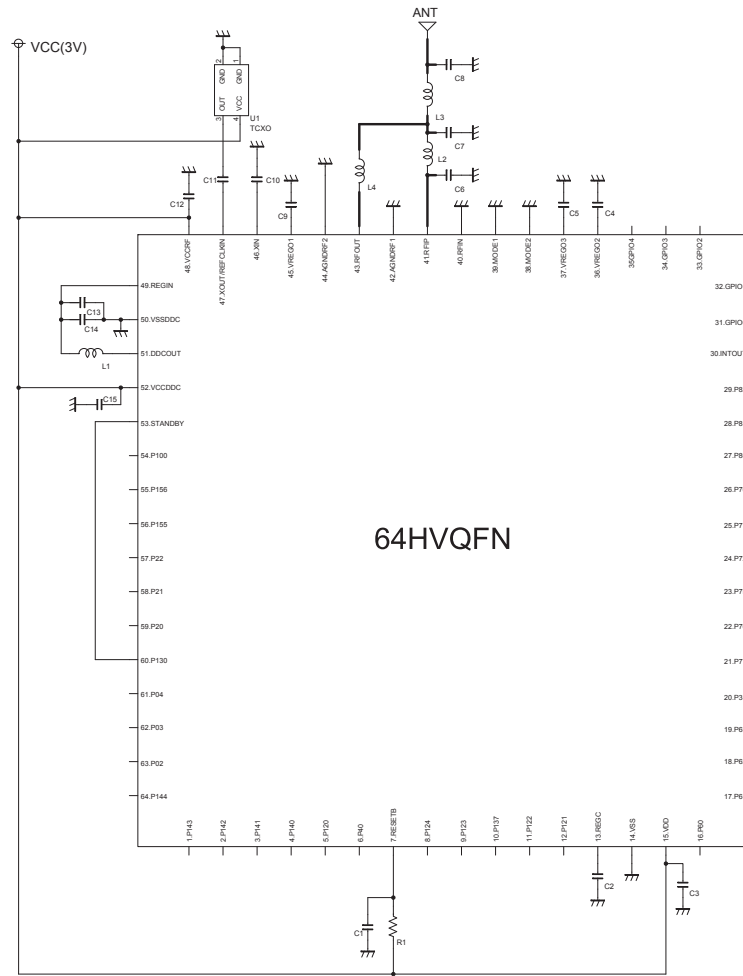 ANT
VCC(3V)
2
1
GND
GND
OUT
VCC
3
4
U1
TCXO
C8
L3
C7
L2
C6
L4
C12
C11
C10
C9
C5
C4
48.VCCRF
47.XOUT/REFCLKIN
46.XIN
45.VREGO1
44.AGNDRF2
43.RFOUT
42.AGNDRF1
41.RFIP
40.RFIN
39.MODE1
38.MODE2
37.VREGO3
36.VREGO2
35GPIO4
34.GPIO3
33.GPIO2
49.REGIN
C13
50.VSSDDC
C14
51.DDCOUT
L1
52.VCCDDC
C15
53.STANDBY
54.P100
55.P156
56.P155
57.P22
58.P21
59.P20
60.P130
61.P04
62.P03
63.P02
64.P144
64HVQFN
32.GPIO
31.GPIO
30.INTOU
29.P8
28.P8
27.P8
26.P7
25.P7
24.P7
23.P7
22.P7
21.P7
20.P3
19.P6
18.P6
17.P6
1.P143
2.P142
3.P141
4.P140
5.P120
6.P40
7.RESETB
8.P124
9.P123
10.P137
11.P122
12.P121
13.REGC
14.VSS
15.VDD
16.P60
C1
R1
C2
C3